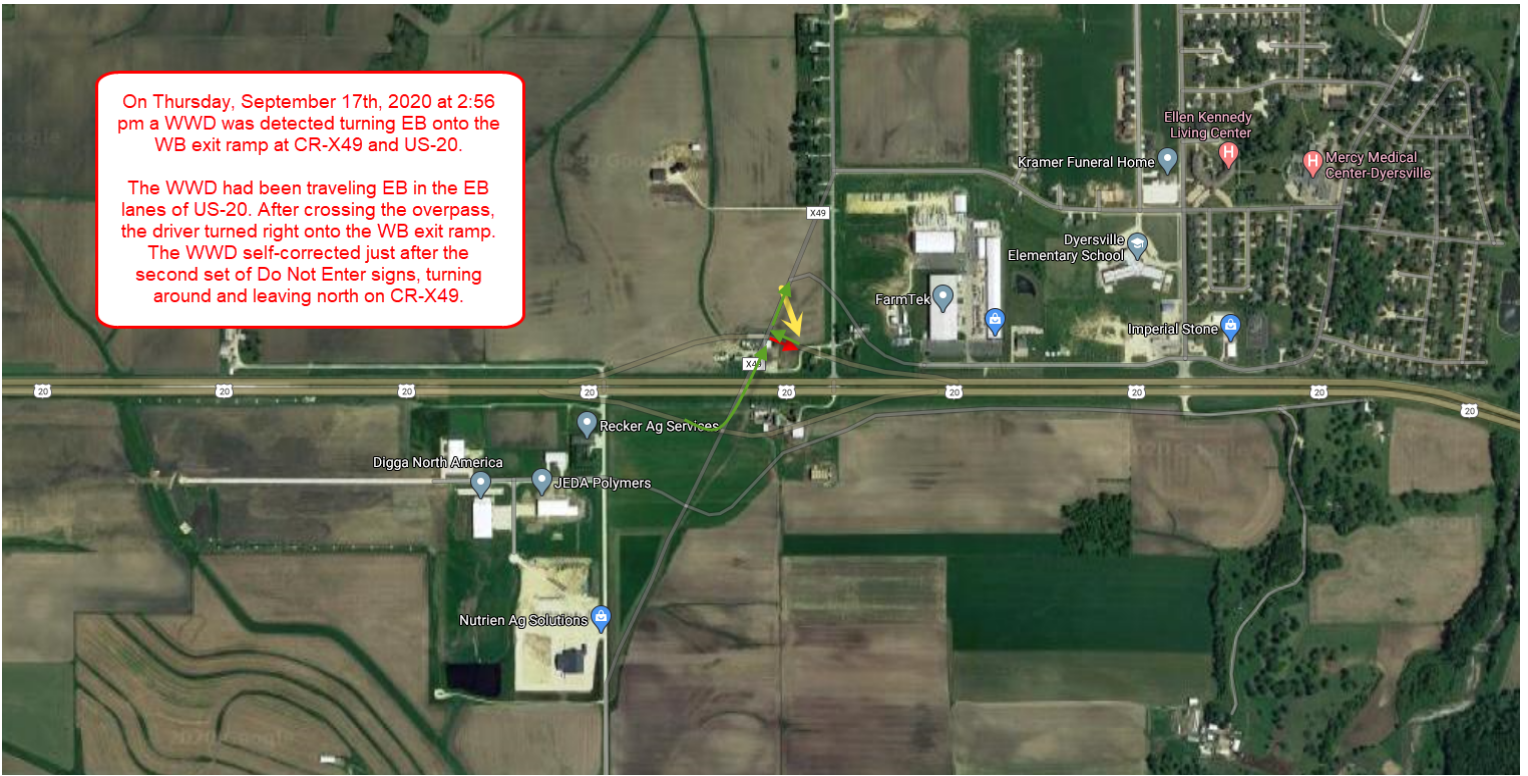 On Thursday, September 17th, 2020 at 2:56
pm a WWD was detected turning EB onto the
WB exit ramp at CR-X49 and US-20.
The WWD had been traveling EB in the EB
lanes of US-20. After crossing the overpass,
the driver turned right onto the WB exit ramp.
The WWD self-corrected just after the
second set of Do Not Enter signs, turning
around and leaving north on CR-X49.
Ellen Kennedy
Living Center
Kramer Funeral Home
H
H
Mercy Medical
Center-Dyersville
X49
Dyersville
Elementary School
FarmTek
Imperial Stone
X49
20
20
20
20
20
20
20
20
20
Recker Ag Services
Digga North America
JEDA Polymers
Nutrien Ag Solutions
2020 Google